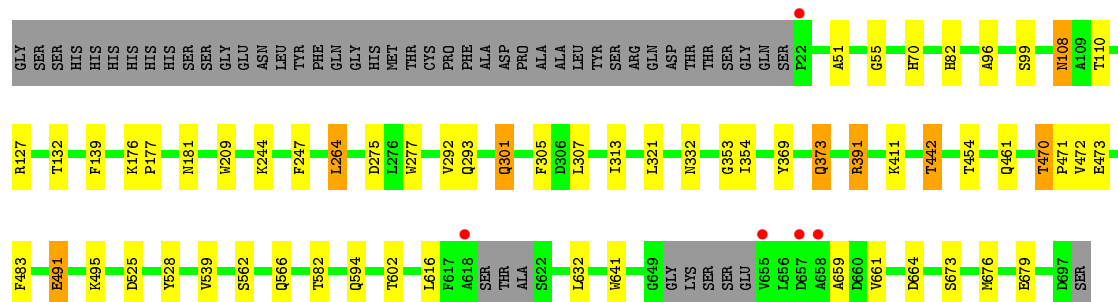 GLY SER SER HIS HIS HIS HIS HIS HIS SER SER GLY GLU ASN LEU TYR PHE GLN GLY HIS MET THR CYS PRO PHE ALA ASP PRO ALA ALA LEU TYR SER ARG GLN ASP THR THR SER GLY GLN SER P22 A51 G55 H70 H82 A96 S99 N108 A109 T110
R127 T132 F139 K176 P177 N181 W209 K244 F247 L264 D275 L276 W277 V292 Q293 Q301 F305 D306 L307 I313 L321 N332 G353 I354 Y369 Q373 R391 K411 T442 T454 Q461 T470 P471 V472 E473
F483 E491 K495 D525 Y528 V539 S562 Q566 T582 Q594 T602 L616 F617 A618 SER THR ALA S622 L632 W641 G649 GLY LYS SER SER GLU V655 L656 D657 A658 A659 D660 V661 D664 S673 M676 E679 D697 SER